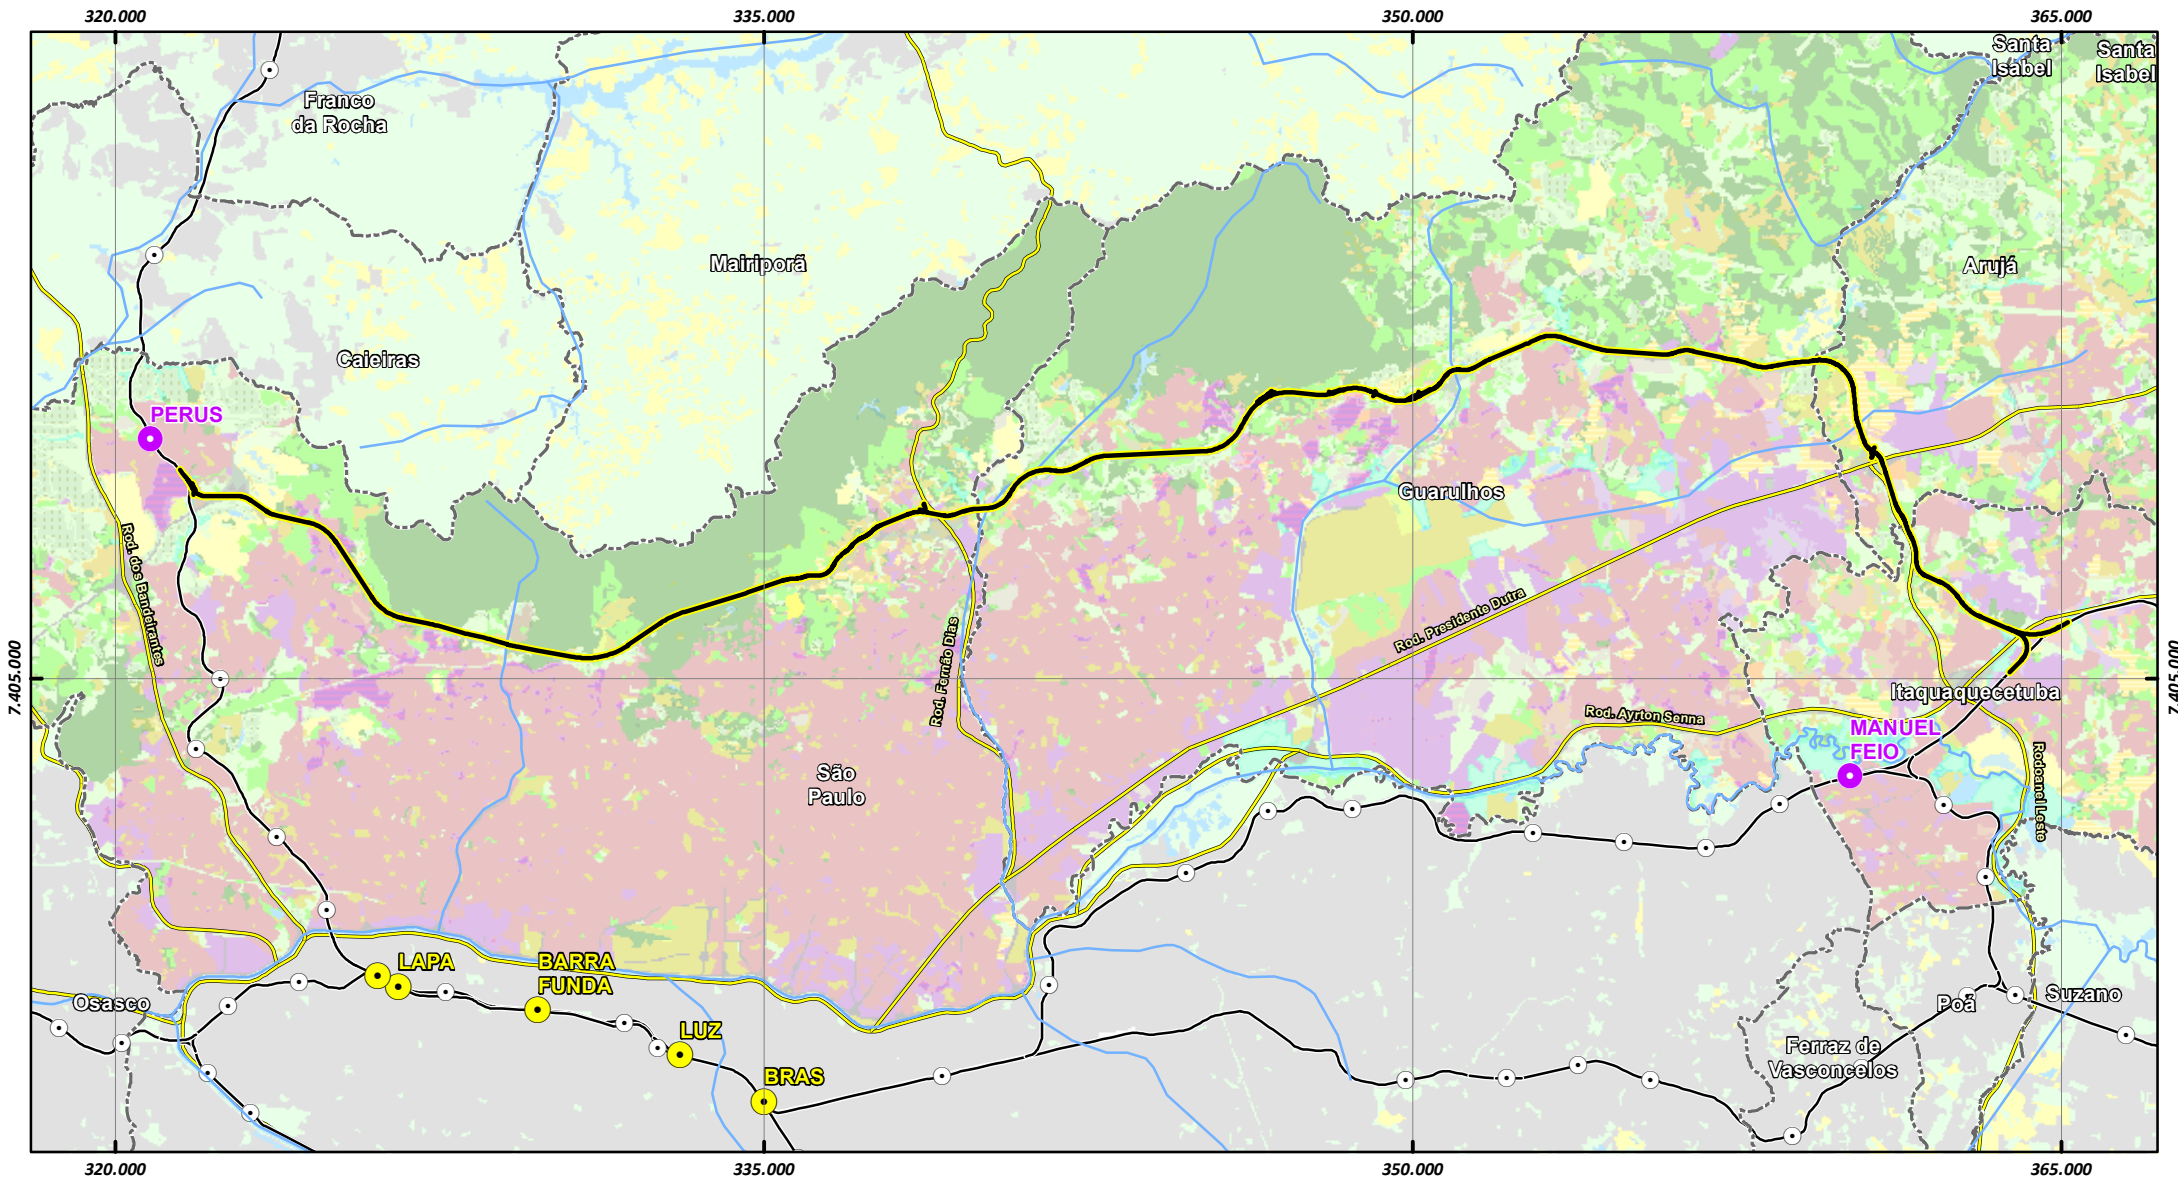 320.000
335.000
350.000
365.000
Santa
Isabel
Santa
Isabel
Franco
da Rocha
Mairiporã
Arujá
Caieiras
PERUS
Guarulhos
Rod. dos Bandeirantes
Rod. Presidente Dutra
Rod. Fernão Dias
7.405.000
7.405.000
Itaquaquecetuba
Rod. Ayrton Senna
MANUEL
FEIO
Rodoanel Leste
São
Paulo
LAPA
BARRA
FUNDA
Osasco
Poá
Suzano
LUZ
Ferraz de
Vasconcelos
BRAS
320.000
335.000
350.000
365.000